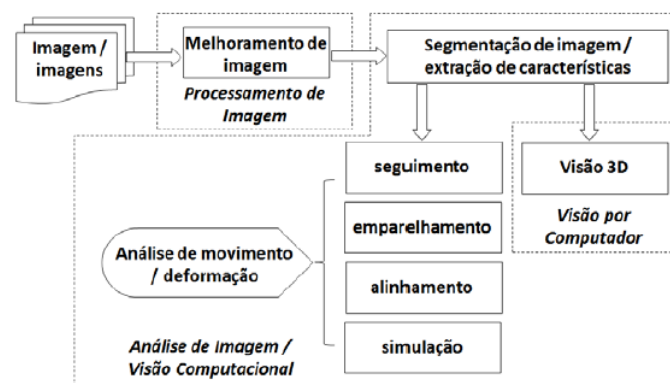 Imagem /
imagens
Melhoramento de
imagem
Processamento de
Imagem
Segmentação de imagem /
extração de características
seguimento
emparelhamento
alinhamento
simulação
Análise de movimento
/ deformação
Análise de Imagem /
Visão Computacional
Visão 3D
Visão por
Computador